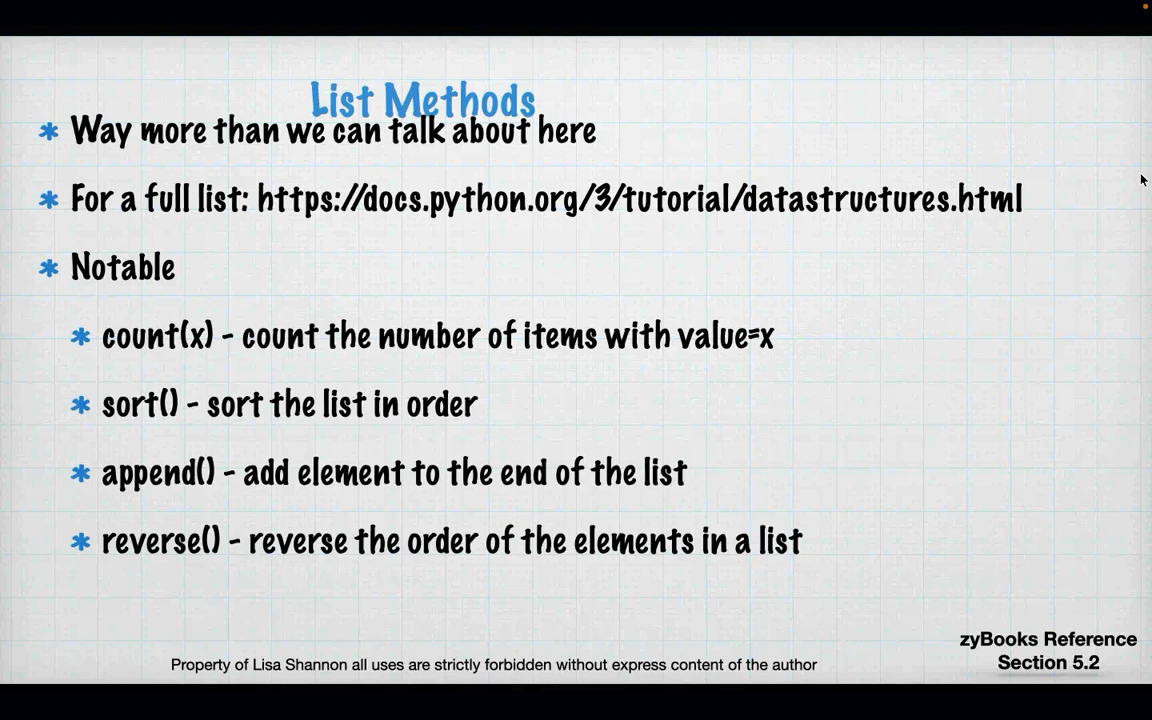 List Methods
* Way more than we can talk about here
* For a full list: https://docs.python.org/3/tutorial/datastructures.html
* Notable
* count(x) - count the number of items with value=x
* sort() - sort the list in order
* append() - add element to the end of the list
* reverse() - reverse the order of the elements in a list
zyBooks Reference
Section 5.2
Property of Lisa Shannon all uses are strictly forbidden without express content of the author